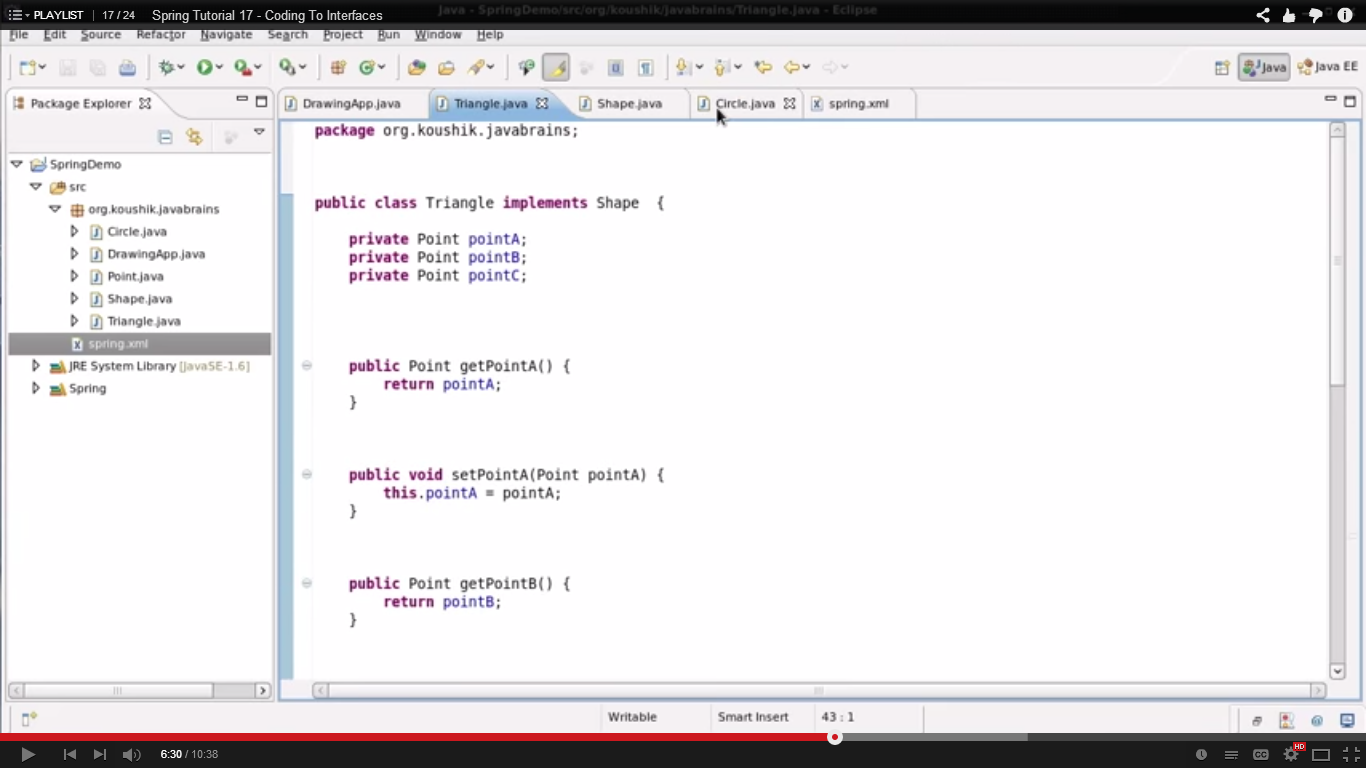 PLAYLIST 17 / 24 Spring Tutorial 17 - Coding To Interfaces
Java - SpringDemo/src/org/koushik/javabrains/Triangle.java - Eclipse
File Edit Source Refactor Navigate Search Project Run Window Help
Java Java EE
Package Explorer
DrawingApp.java Triangle.java Shape.java Circle.java spring.xml
SpringDemo
src
org.koushik.javabrains
Circle.java
DrawingApp.java
Point.java
Shape.java
Triangle.java
spring.xml
JRE System Library [JavaSE-1.6]
Spring
package org.koushik.javabrains;
public class Triangle implements Shape {
private Point pointA;
private Point pointB;
private Point pointC;
public Point getPointA() {
return pointA;
}
public void setPointA(Point pointA) {
this.pointA = pointA;
}
public Point getPointB() {
return pointB;
}
Writable Smart Insert 43 : 1
6:30 / 10:38
CC
HD